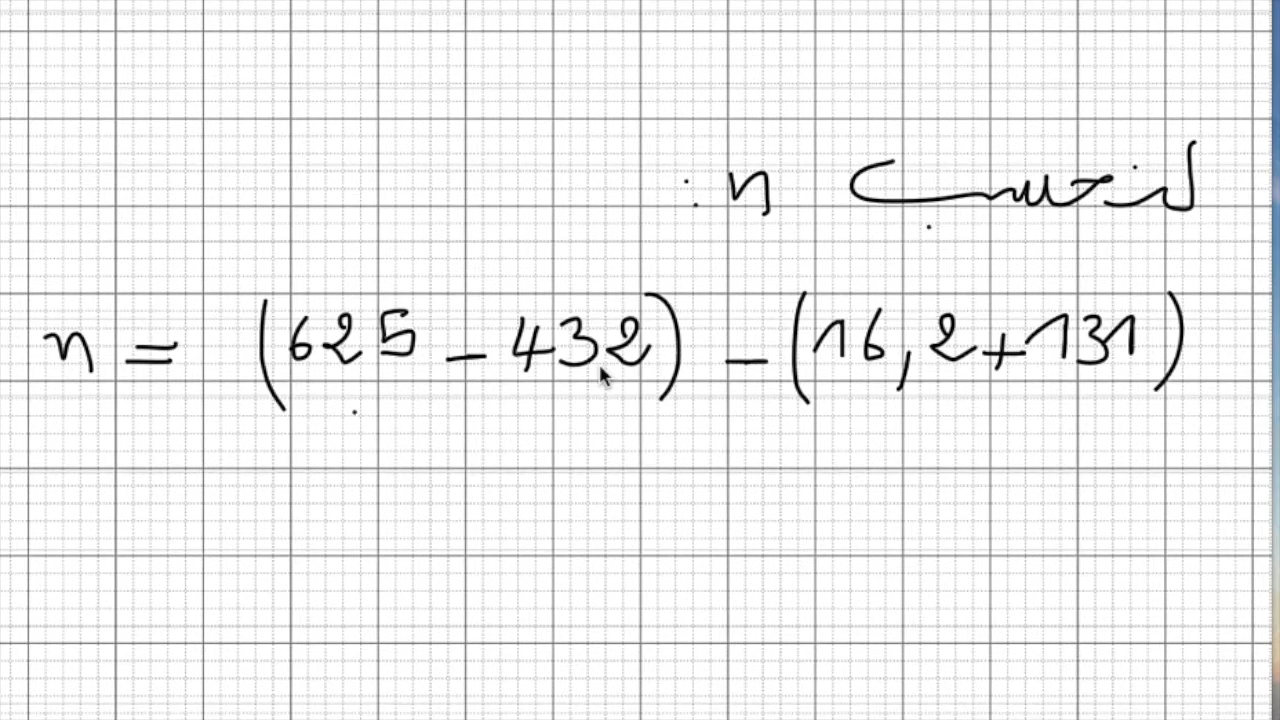 لنحسب n :
n = (625 - 432) - (16,2 + 131)